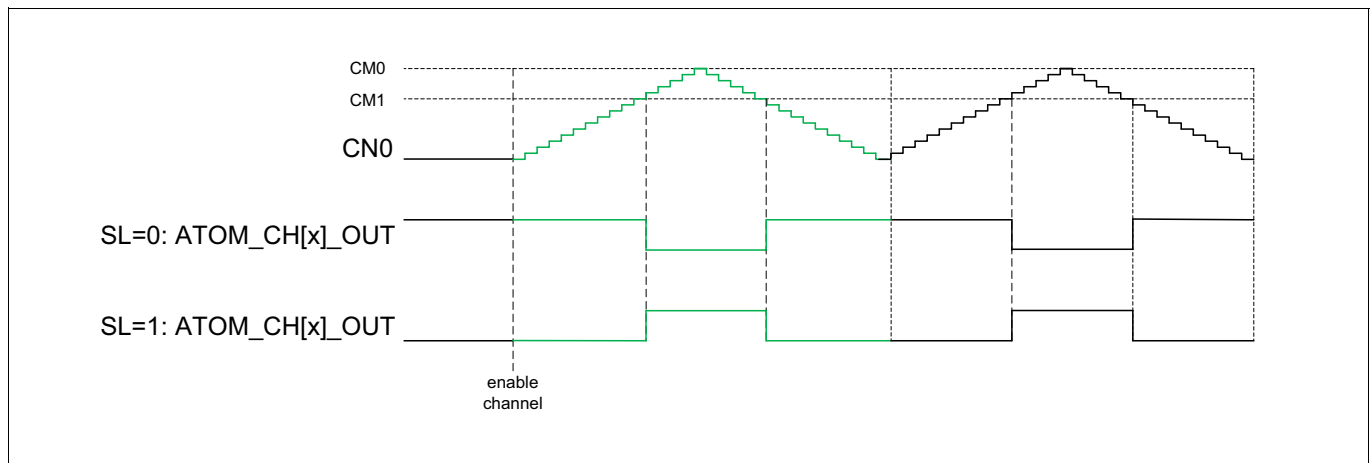 CM0
CM1
CN0
SL=0: ATOM_CH[x]_OUT
SL=1: ATOM_CH[x]_OUT
enable
channel